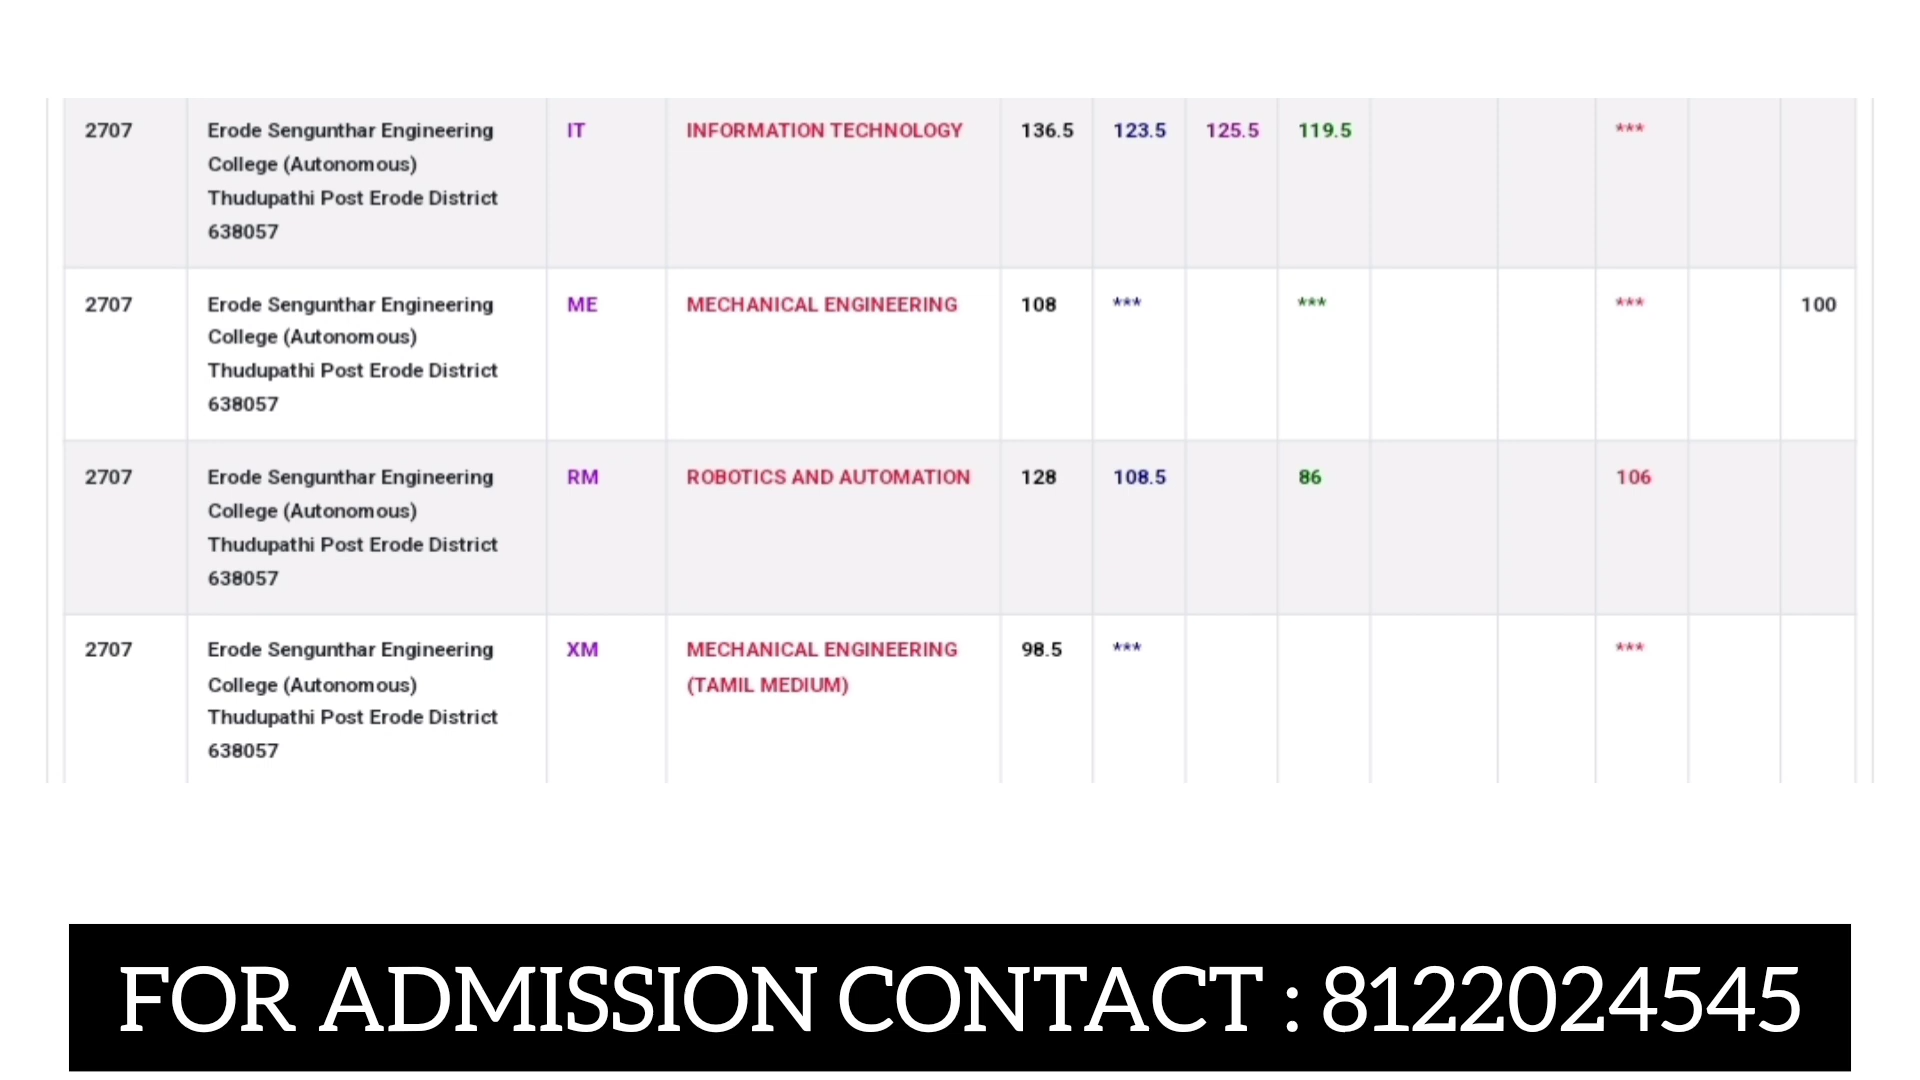 2707 Erode Sengunthar Engineering IT INFORMATION TECHNOLOGY 136.5 123.5 125.5 119.5 ***
College (Autonomous)
Thudupathi Post Erode District
638057
2707 Erode Sengunthar Engineering ME MECHANICAL ENGINEERING 108 *** *** *** 100
College (Autonomous)
Thudupathi Post Erode District
638057
2707 Erode Sengunthar Engineering RM ROBOTICS AND AUTOMATION 128 108.5 86 106
College (Autonomous)
Thudupathi Post Erode District
638057
2707 Erode Sengunthar Engineering XM MECHANICAL ENGINEERING 98.5 *** ***
College (Autonomous) (TAMIL MEDIUM)
Thudupathi Post Erode District
638057
FOR ADMISSION CONTACT : 8122024545